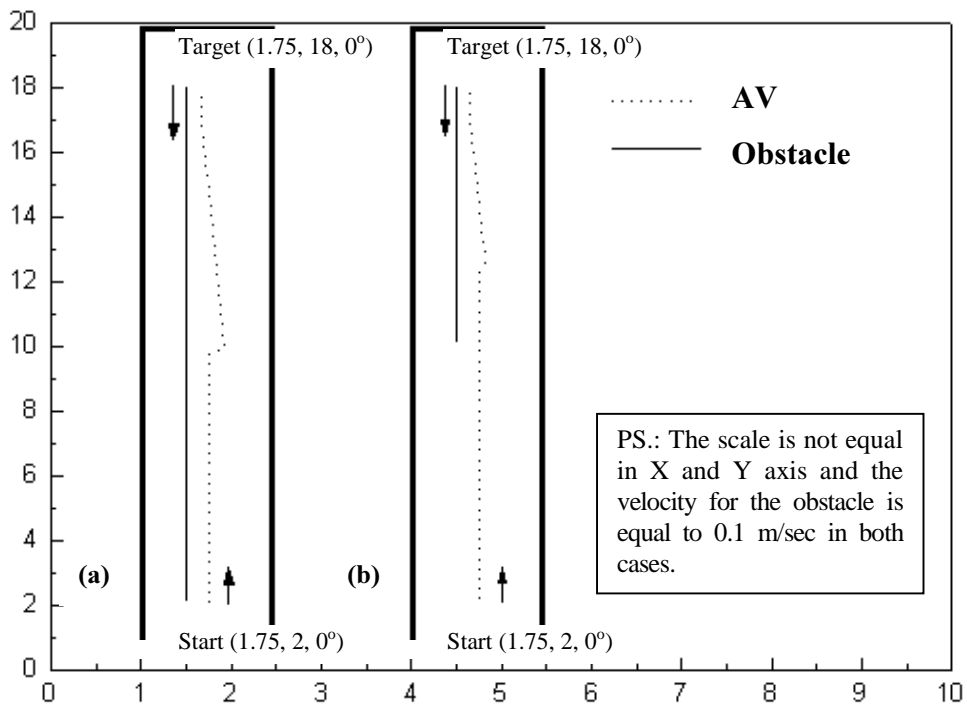 20
18
16
14
12
10
8
6
4
2
0
Target (1.75, 18, 0°)
Target (1.75, 18, 0°)
AV
Obstacle
PS.: The scale is not equal
in X and Y axis and the
velocity for the obstacle is
equal to 0.1 m/sec in both
cases.
(a)
(b)
Start (1.75, 2, 0°)
Start (1.75, 2, 0°)
0 1 2 3 4 5 6 7 8 9 10